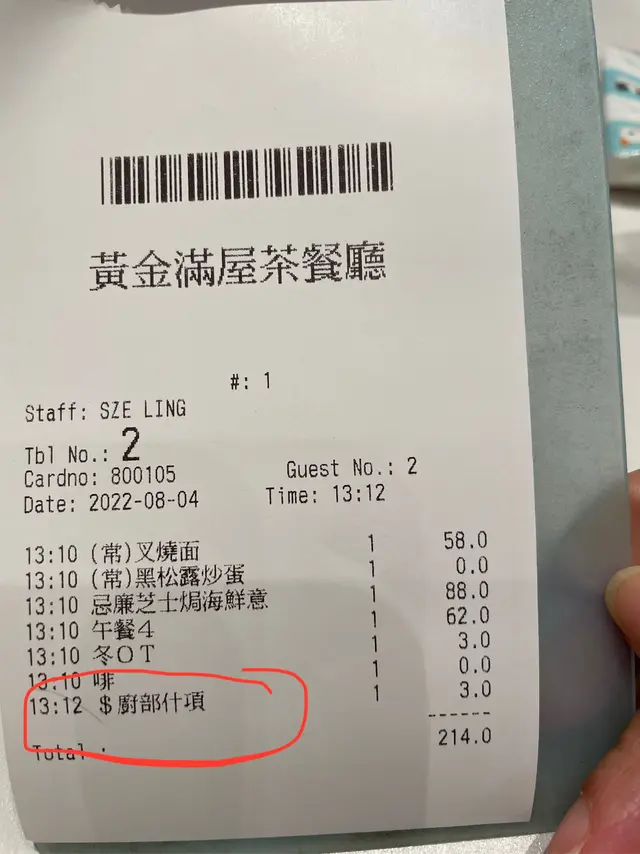 黃金滿屋茶餐廳
#: 1
Staff: SZE LING
Tbl No.: 2
Cardno: 800105 Guest No.: 2
Date: 2022-08-04 Time: 13:12
13:10 (常)叉燒面 1 58.0
13:10 (常)黑松露炒蛋 1 0.0
13:10 忌廉芝士焗海鮮意 1 88.0
13:10 午餐4 1 62.0
13:10 冬OT 1 3.0
13:10 啡 1 0.0
13:12 $廚部什項 1 3.0
------
Total : 214.0